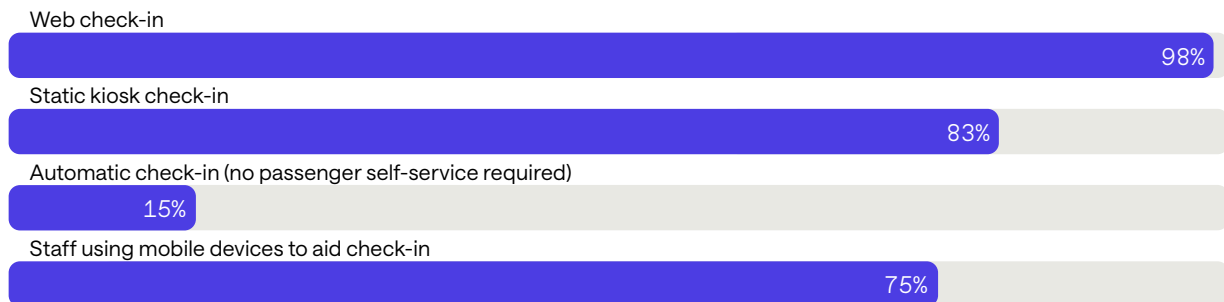 Web check-in
98%
Static kiosk check-in
83%
Automatic check-in (no passenger self-service required)
15%
Staff using mobile devices to aid check-in
75%